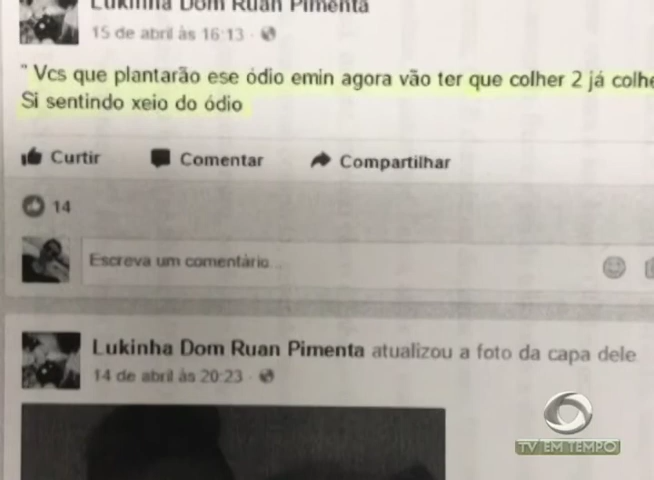 Lukinha Dom Ruan Pimenta
15 de abril às 16:13
" Vcs que plantarão ese ódio emin agora vão ter que colher 2 já colhe
Si sentindo xeio do ódio
Curtir Comentar Compartilhar
14
Escreva um comentário...
Lukinha Dom Ruan Pimenta atualizou a foto da capa dele
14 de abril às 20:23
TV EM TEMPO